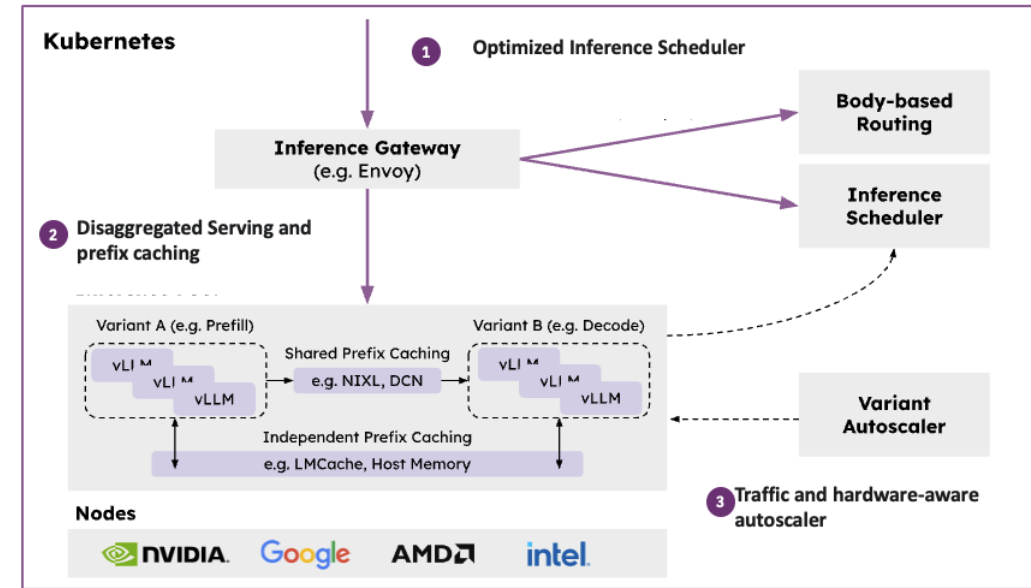 Kubernetes
1
Optimized Inference Scheduler
Body-based
Routing
Inference Gateway
(e.g. Envoy)
Inference
Scheduler
2
Disaggregated Serving and
prefix caching
Variant A (e.g. Prefill)
Variant B (e.g. Decode)
Shared Prefix Caching
e.g. NIXL, DCN
vLLM
vLLM
vLLM
vLLM
vLLM
vLLM
Variant
Autoscaler
Independent Prefix Caching
e.g. LMCache, Host Memory
3
Traffic and hardware-aware
autoscaler
Nodes
NVIDIA.
Google
AMD
intel.